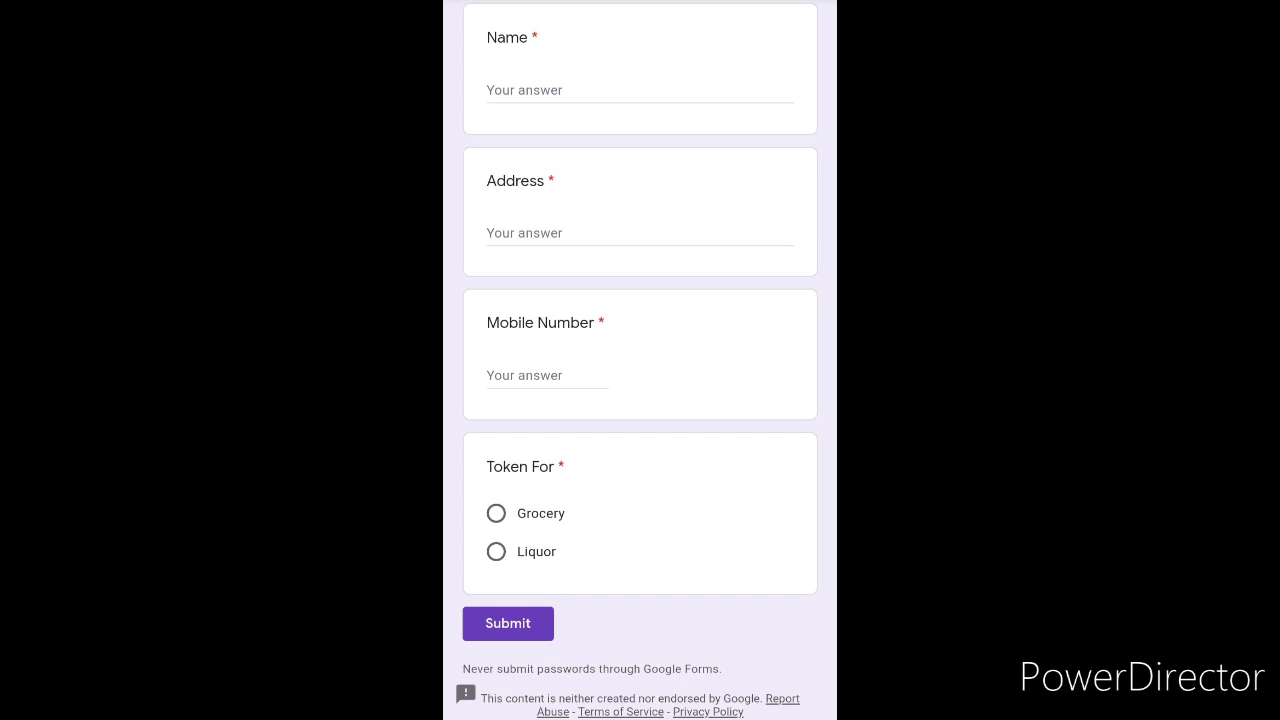 Name *
Your answer
Address *
Your answer
Mobile Number *
Your answer
Token For *
Grocery
Liquor
Submit
Never submit passwords through Google Forms.
This content is neither created nor endorsed by Google. Report
Abuse - Terms of Service - Privacy Policy
PowerDirector